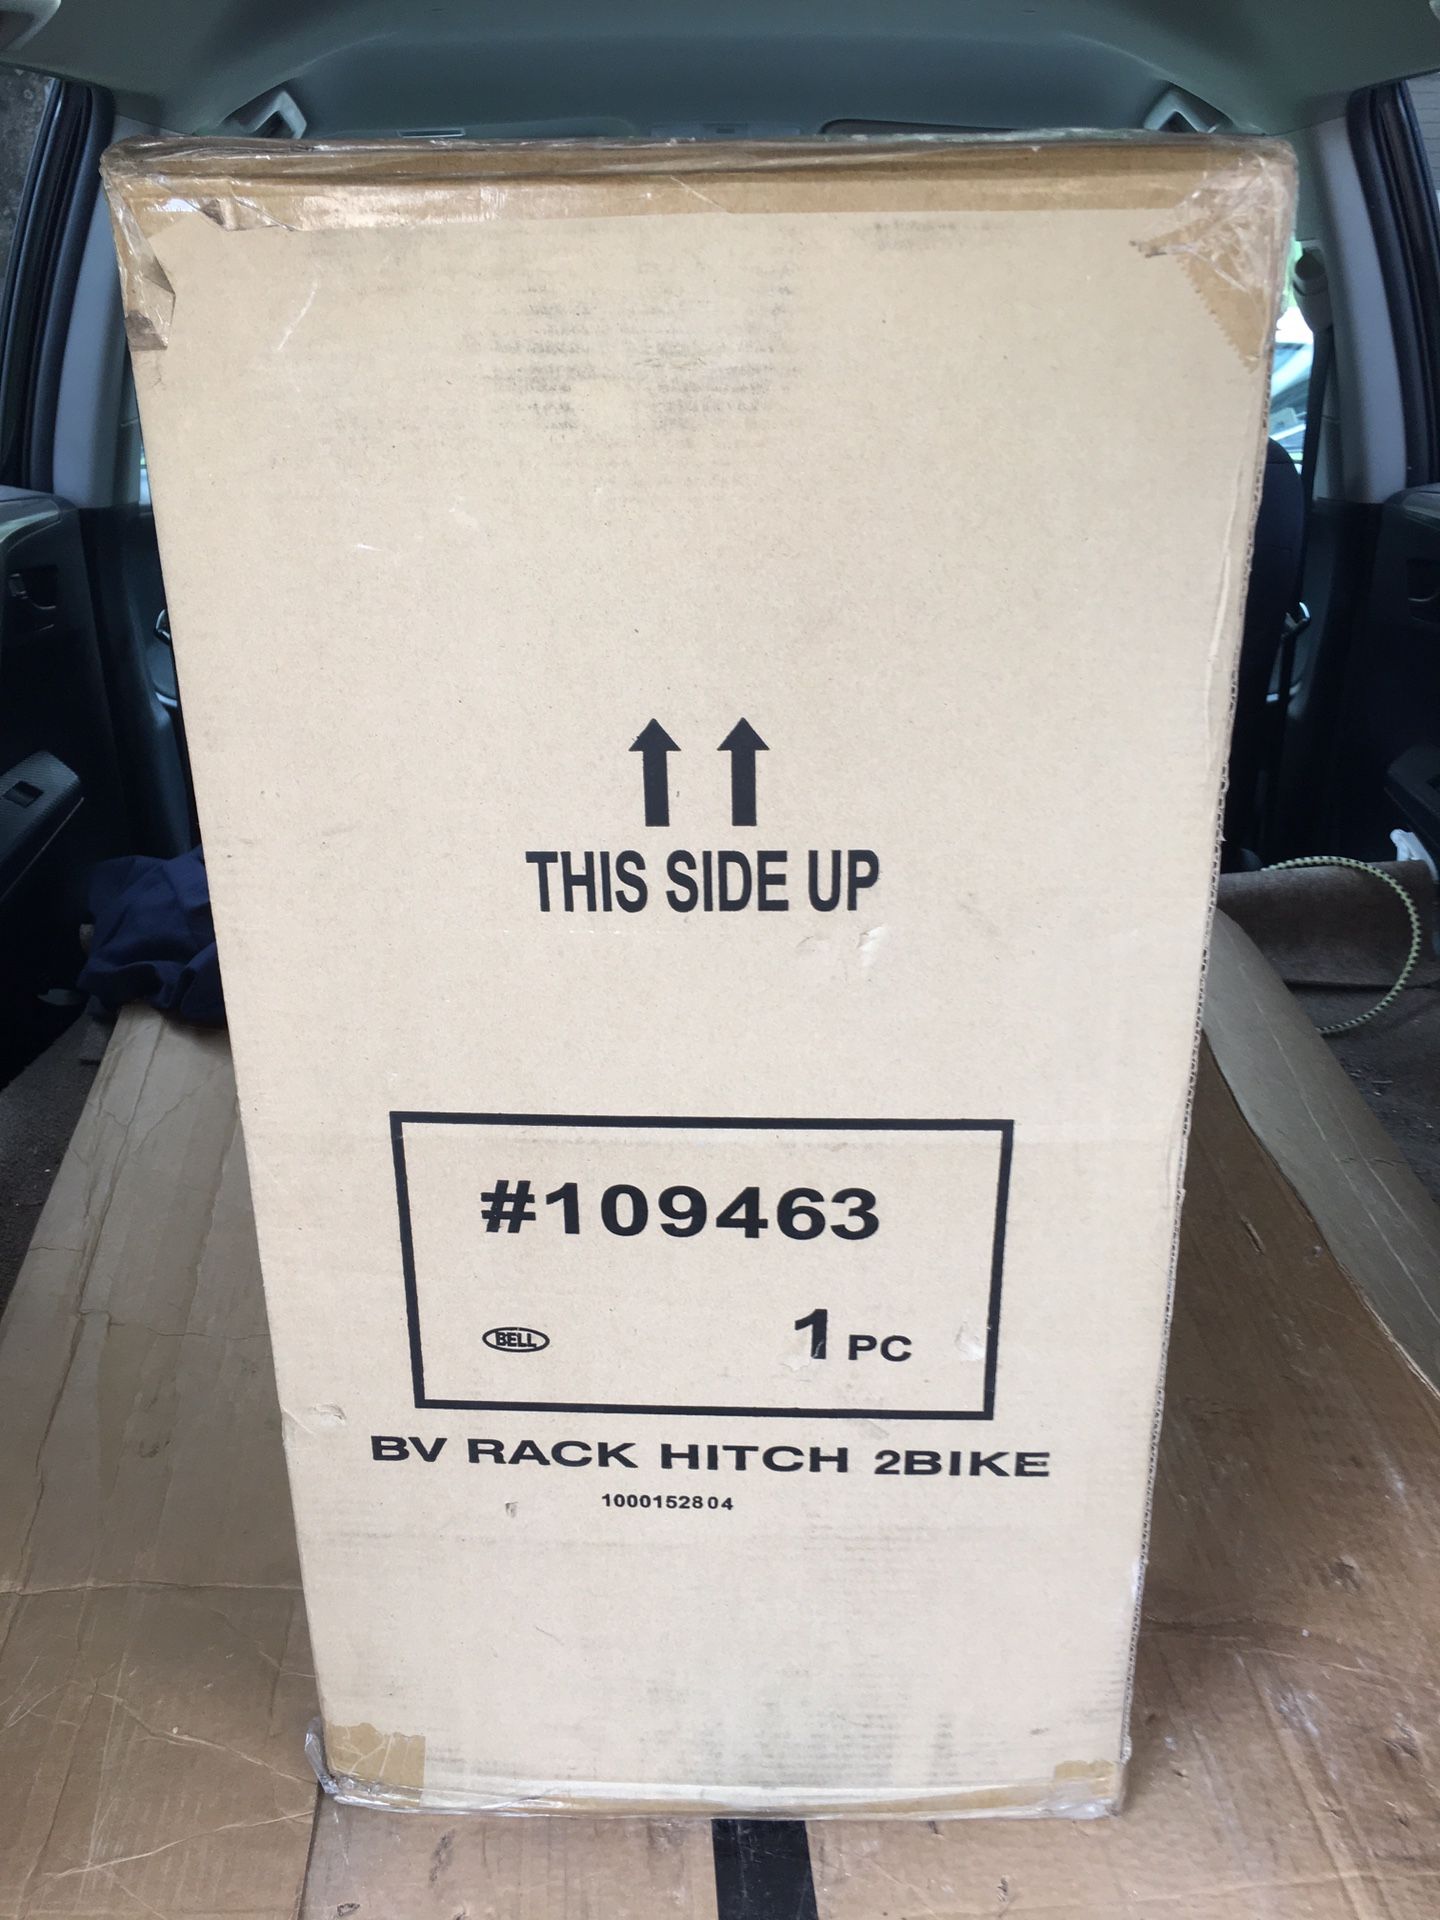 THIS SIDE UP
#109463
BELL
1 PC
BV RACK HITCH 2BIKE
1000152804